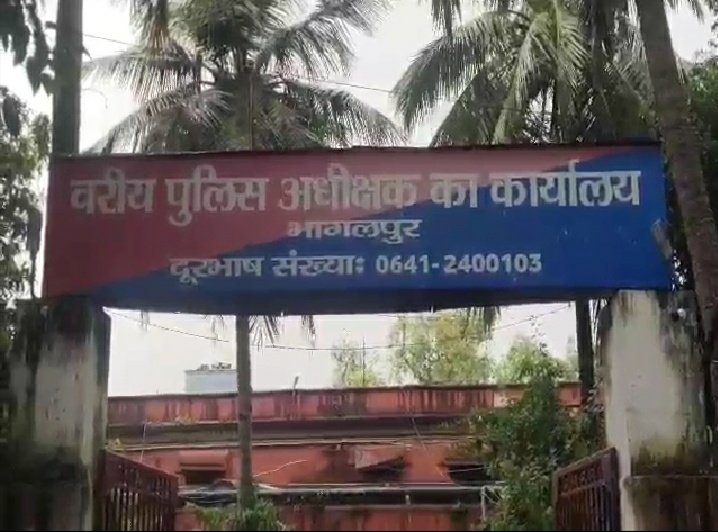 वरीय पुलिस अधीक्षक का कार्यालय
भागलपुर
दूरभाष संख्याः 0641-2400103